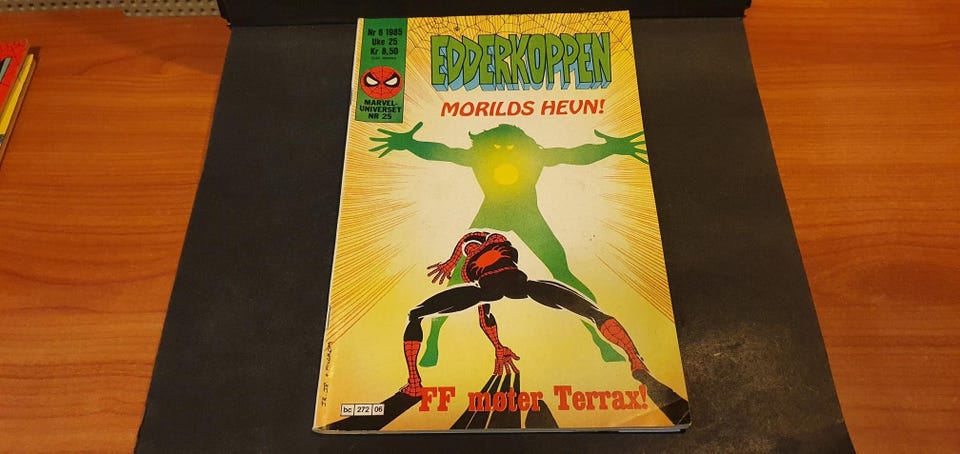 Nr 6 1985
Uke 25
Kr 8,50
MARVEL-
UNIVERSET
NR 25
EDDERKOPPEN
MORILDS HEVN!
FF møter Terrax!
bc 272 06